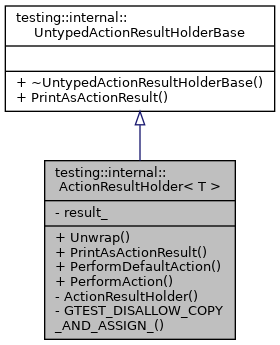 testing::internal::
UntypedActionResultHolderBase
+ ~UntypedActionResultHolderBase()
+ PrintAsActionResult()
testing::internal::
ActionResultHolder< T >
- result_
+ Unwrap()
+ PrintAsActionResult()
+ PerformDefaultAction()
+ PerformAction()
- ActionResultHolder()
- GTEST_DISALLOW_COPY
_AND_ASSIGN_()